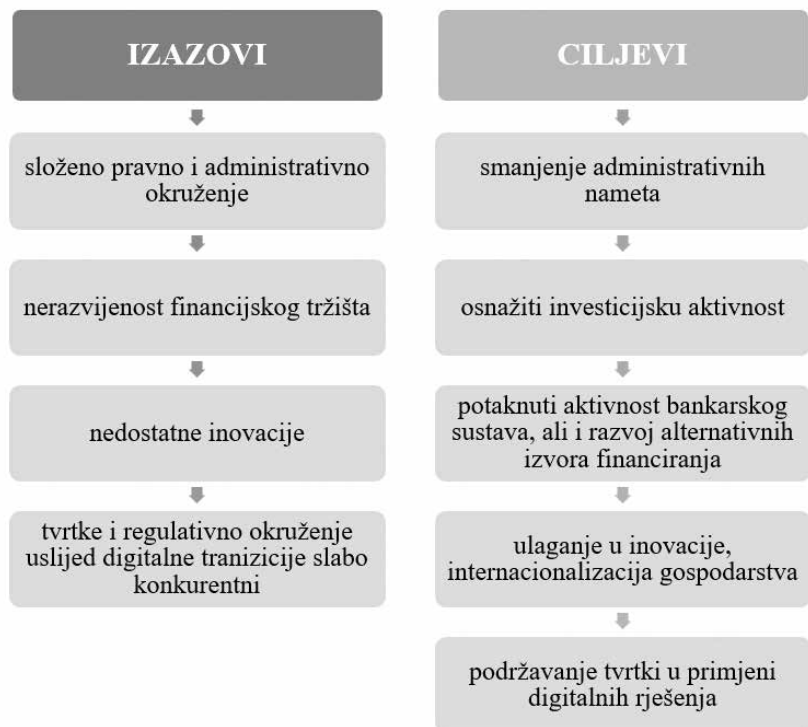 IZAZOVI
složeno pravno i administrativno
okruženje
nerazvijenost financijskog tržišta
nedostatne inovacije
tvrtke i regulativno okruženje
uslijed digitalne tranizicije slabo
konkurentni
CILJEVI
smanjenje administrativnih
nameta
osnažiti investicijsku aktivnost
potaknuti aktivnost bankarskog
sustava, ali i razvoj alternativnih
izvora financiranja
ulaganje u inovacije,
internacionalizacija gospodarstva
podržavanje tvrtki u primjeni
digitalnih rješenja